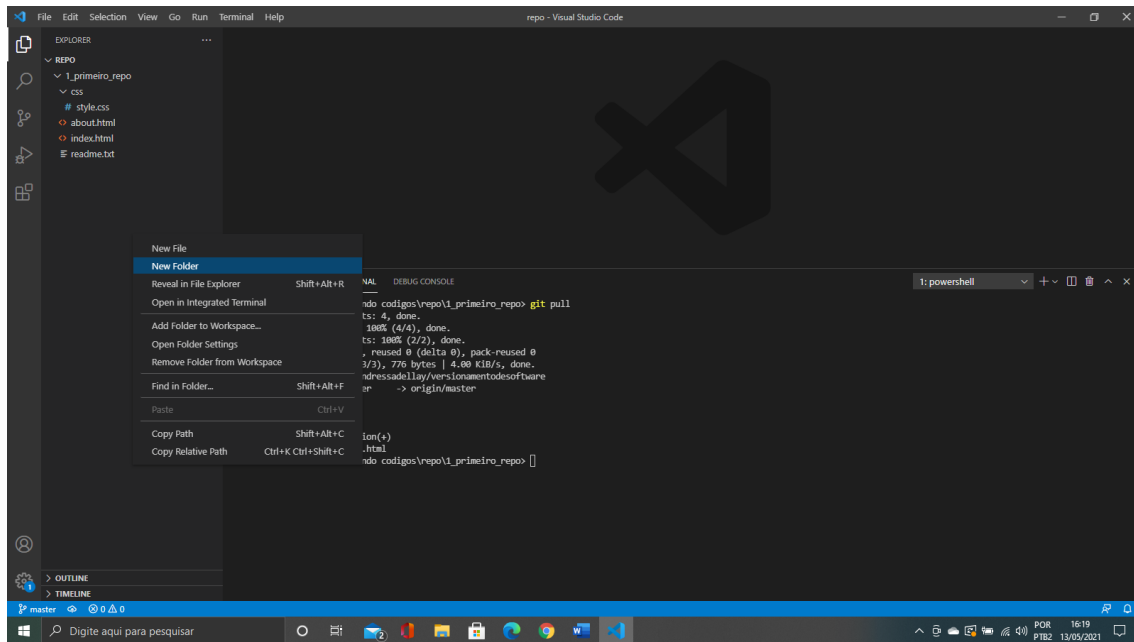 File Edit Selection View Go Run Terminal Help
repo - Visual Studio Code
EXPLORER
REPO
1_primeiro_repo
css
# style.css
<> about.html
<> index.html
readme.txt
New File
New Folder
Reveal in File Explorer Shift+Alt+R
Open in Integrated Terminal
Add Folder to Workspace...
Open Folder Settings
Remove Folder from Workspace
Find in Folder... Shift+Alt+F
Paste Ctrl+V
Copy Path Shift+Alt+C
Copy Relative Path Ctrl+K Ctrl+Shift+C
NAL DEBUG CONSOLE
1: powershell
ndo codigos\repo\1_primeiro_repo> git pull
ts: 4, done.
100% (4/4), done.
ts: 100% (2/2), done.
, reused 0 (delta 0), pack-reused 0
3/3), 776 bytes | 4.00 KiB/s, done.
ndressadellay/versionamentodesoftware
er -> origin/master
ion(+)
.html
ndo codigos\repo\1_primeiro_repo>
OUTLINE
TIMELINE
1
master 0 0
Digite aqui para pesquisar
2
POR 16:19
PTB2 13/05/2021